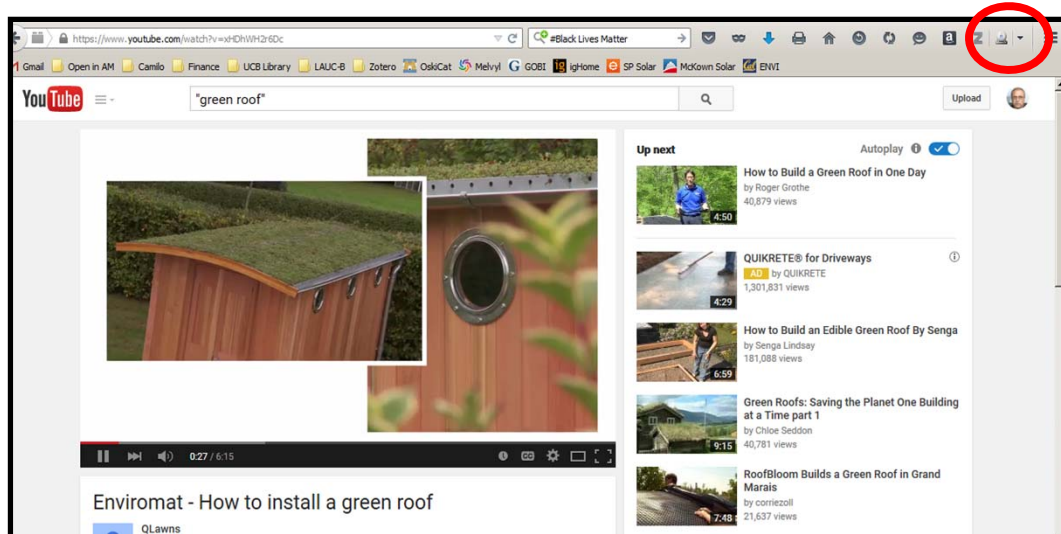 https://www.youtube.com/watch?v=xHDhWH2r6Dc #Black Lives Matter
Gmail Open in AM Camilo Finance UCB Library LAUC-B Zotero OskiCat Melvyl GOBI igHome SP Solar McKown Solar ENVI
YouTube "green roof" Upload
Up next Autoplay
How to Build a Green Roof in One Day
by Roger Grothe
40,879 views
4:50
QUIKRETE® for Driveways
AD by QUIKRETE
1,301,831 views
4:29
How to Build an Edible Green Roof By Senga
by Senga Lindsay
181,088 views
6:59
Green Roofs: Saving the Planet One Building
at a Time part 1
by Chloe Seddon
40,781 views
9:15
RoofBloom Builds a Green Roof in Grand
Marais
by corriezoll
21,637 views
7:48
0:27 / 6:15 CC
Enviromat - How to install a green roof
QLawns